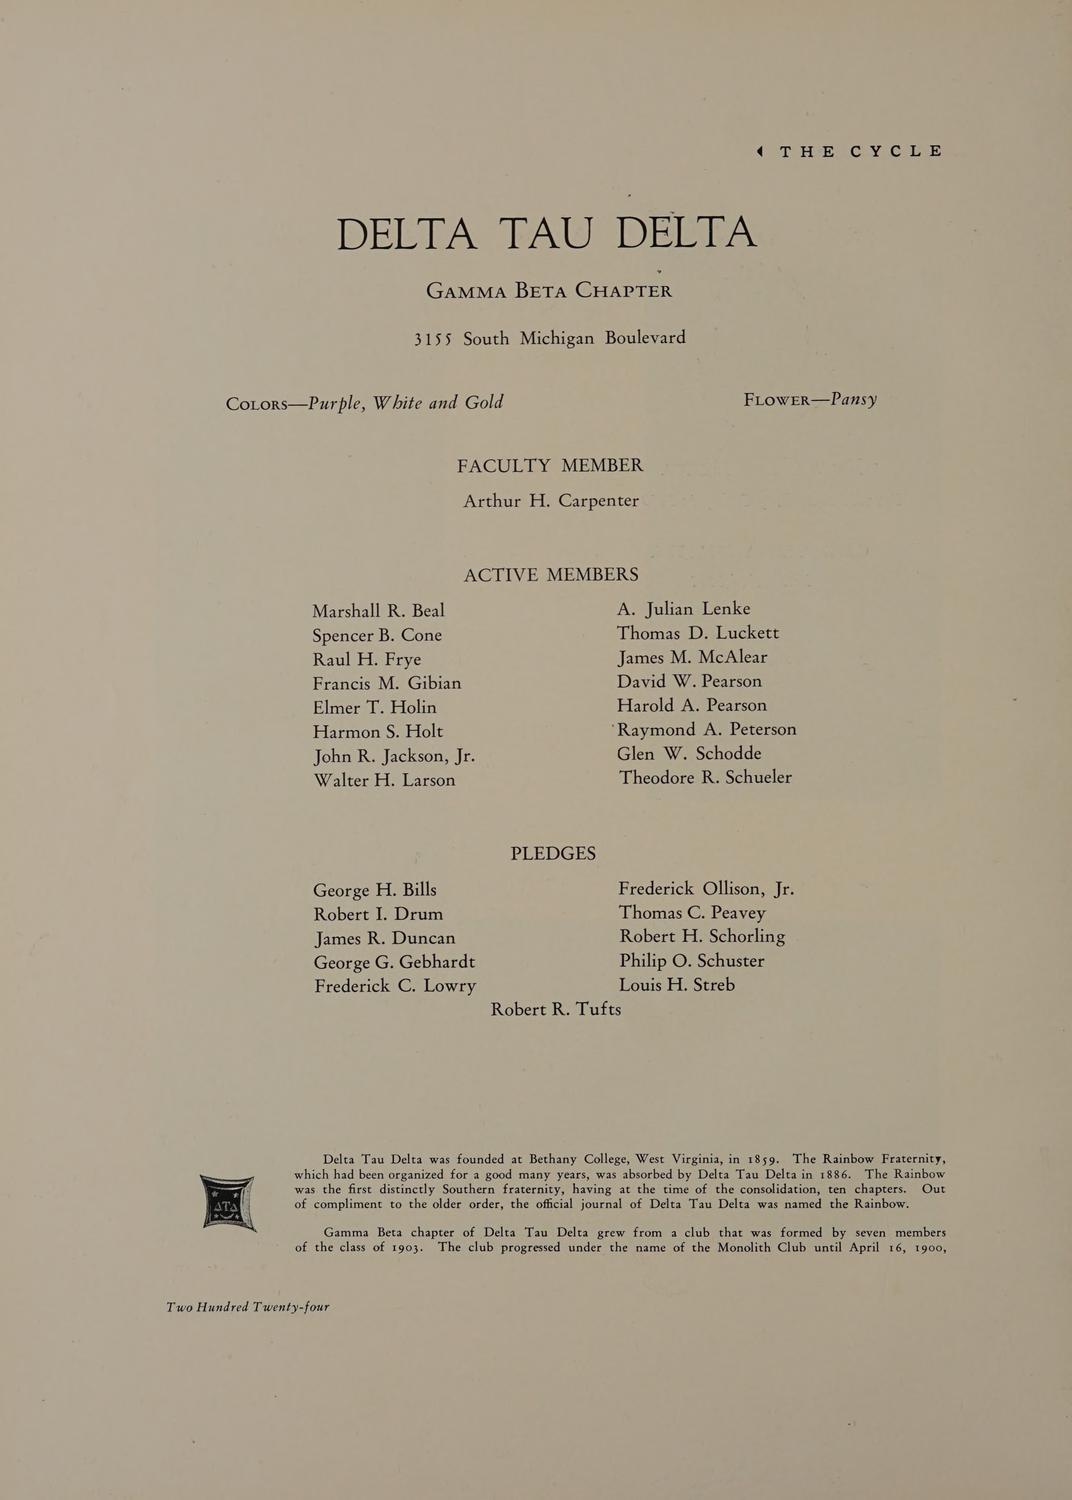 THE CYCLE
DELTA TAU DELTA
GAMMA BETA CHAPTER
3155 South Michigan Boulevard
COLORS—Purple, White and Gold
FLOWER—Pansy
FACULTY MEMBER
Arthur H. Carpenter
ACTIVE MEMBERS
Marshall R. Beal
Spencer B. Cone
Raul H. Frye
Francis M. Gibian
Elmer T. Holin
Harmon S. Holt
John R. Jackson, Jr.
Walter H. Larson
A. Julian Lenke
Thomas D. Luckett
James M. McAlear
David W. Pearson
Harold A. Pearson
Raymond A. Peterson
Glen W. Schodde
Theodore R. Schueler
PLEDGES
George H. Bills
Robert I. Drum
James R. Duncan
George G. Gebhardt
Frederick C. Lowry
Frederick Ollison, Jr.
Thomas C. Peavey
Robert H. Schorling
Philip O. Schuster
Louis H. Streb
Robert R. Tufts
Delta Tau Delta was founded at Bethany College, West Virginia, in 1859. The Rainbow Fraternity,
which had been organized for a good many years, was absorbed by Delta Tau Delta in 1886. The Rainbow
was the first distinctly Southern fraternity, having at the time of the consolidation, ten chapters. Out
of compliment to the older order, the official journal of Delta Tau Delta was named the Rainbow.
ΔΤΔ
Gamma Beta chapter of Delta Tau Delta grew from a club that was formed by seven members
of the class of 1903. The club progressed under the name of the Monolith Club until April 16, 1900,
Two Hundred Twenty-four